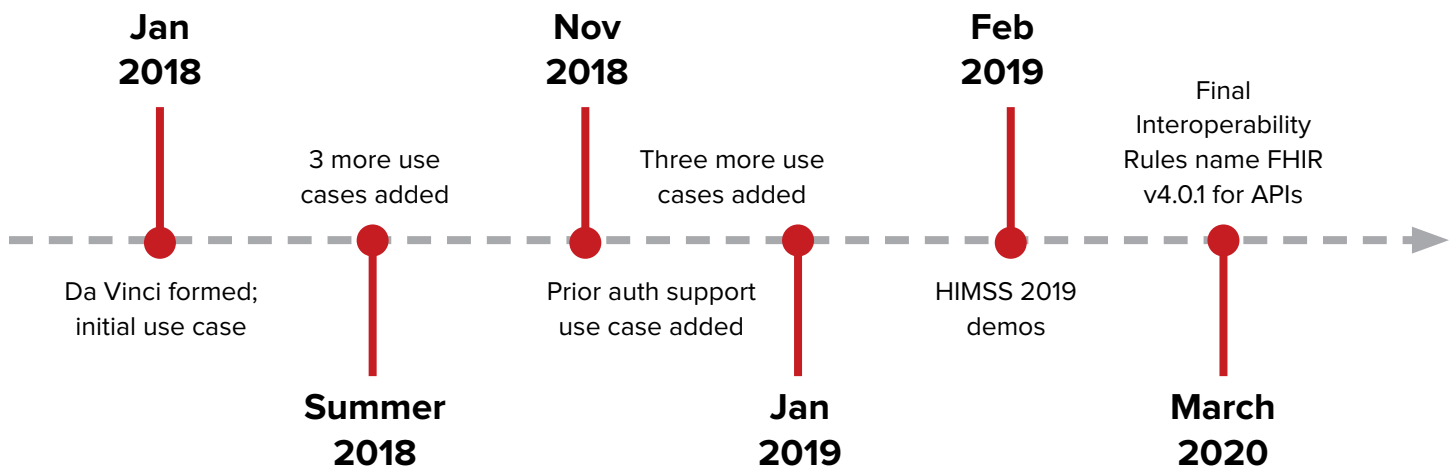 Jan
2018
Da Vinci formed;
initial use case
3 more use
cases added
Summer
2018
Nov
2018
Prior auth support
use case added
Three more use
cases added
Jan
2019
Feb
2019
HIMSS 2019
demos
Final
Interoperability
Rules name FHIR
v4.0.1 for APIs
March
2020